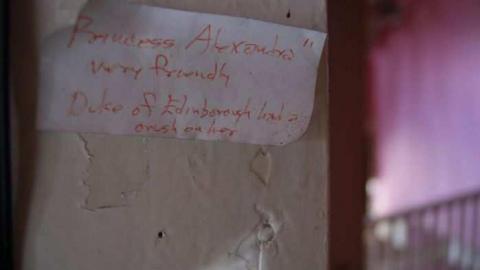 Princess Alexandra"
very friendly
Duke of Edinborough had a
crush on her